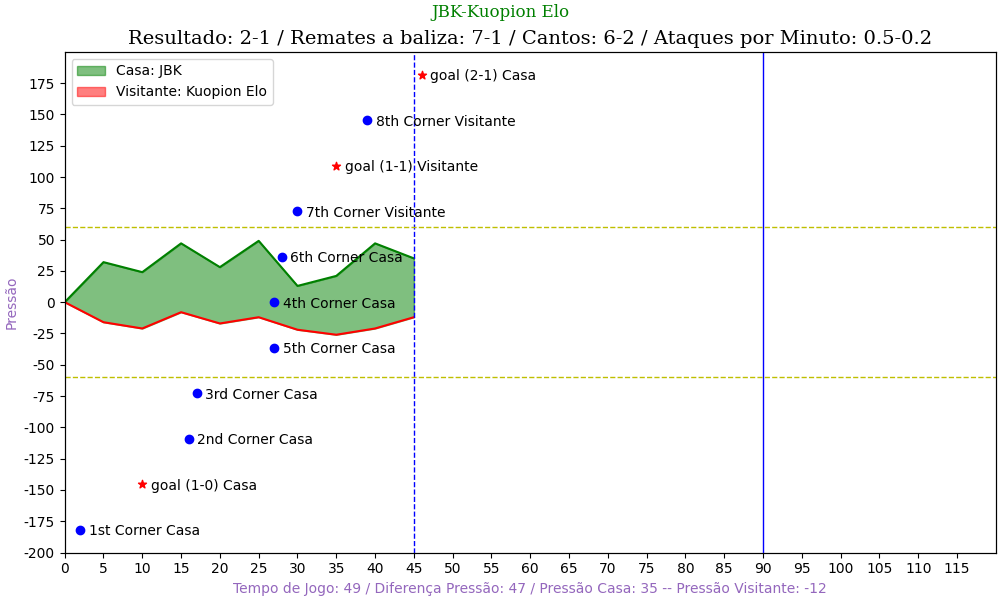 JBK-Kuopion Elo
Resultado: 2-1 / Remates a baliza: 7-1 / Cantos: 6-2 / Ataques por Minuto: 0.5-0.2
Casa: JBK
Visitante: Kuopion Elo
goal (2-1) Casa
8th Corner Visitante
goal (1-1) Visitante
7th Corner Visitante
6th Corner Casa
4th Corner Casa
5th Corner Casa
3rd Corner Casa
2nd Corner Casa
goal (1-0) Casa
1st Corner Casa
Pressão
175
150
125
100
75
50
25
0
-25
-50
-75
-100
-125
-150
-175
-200
0 5 10 15 20 25 30 35 40 45 50 55 60 65 70 75 80 85 90 95 100 105 110 115
Tempo de Jogo: 49 / Diferença Pressão: 47 / Pressão Casa: 35 -- Pressão Visitante: -12